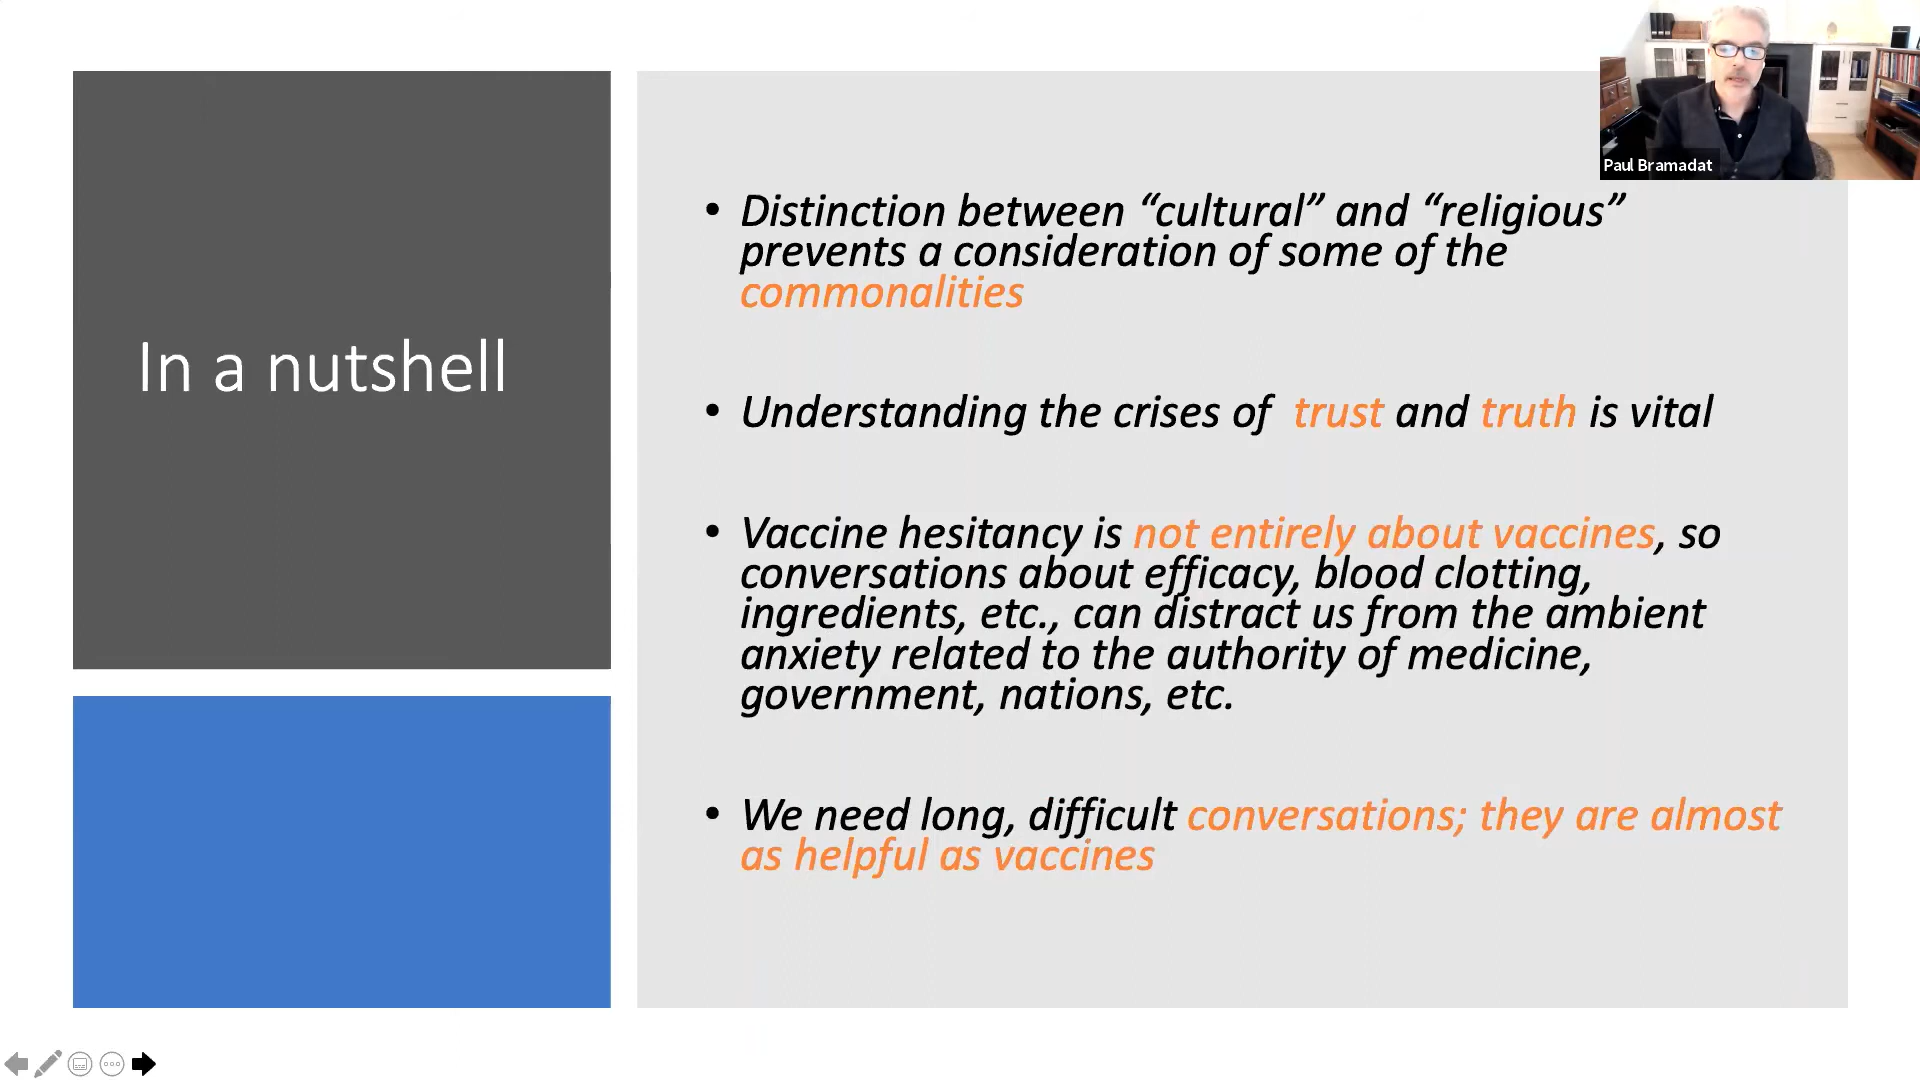 Paul Bramadat
In a nutshell
• Distinction between “cultural” and “religious”
prevents a consideration of some of the
commonalities
• Understanding the crises of trust and truth is vital
• Vaccine hesitancy is not entirely about vaccines, so
conversations about efficacy, blood clotting,
ingredients, etc., can distract us from the ambient
anxiety related to the authority of medicine,
government, nations, etc.
• We need long, difficult conversations; they are almost
as helpful as vaccines